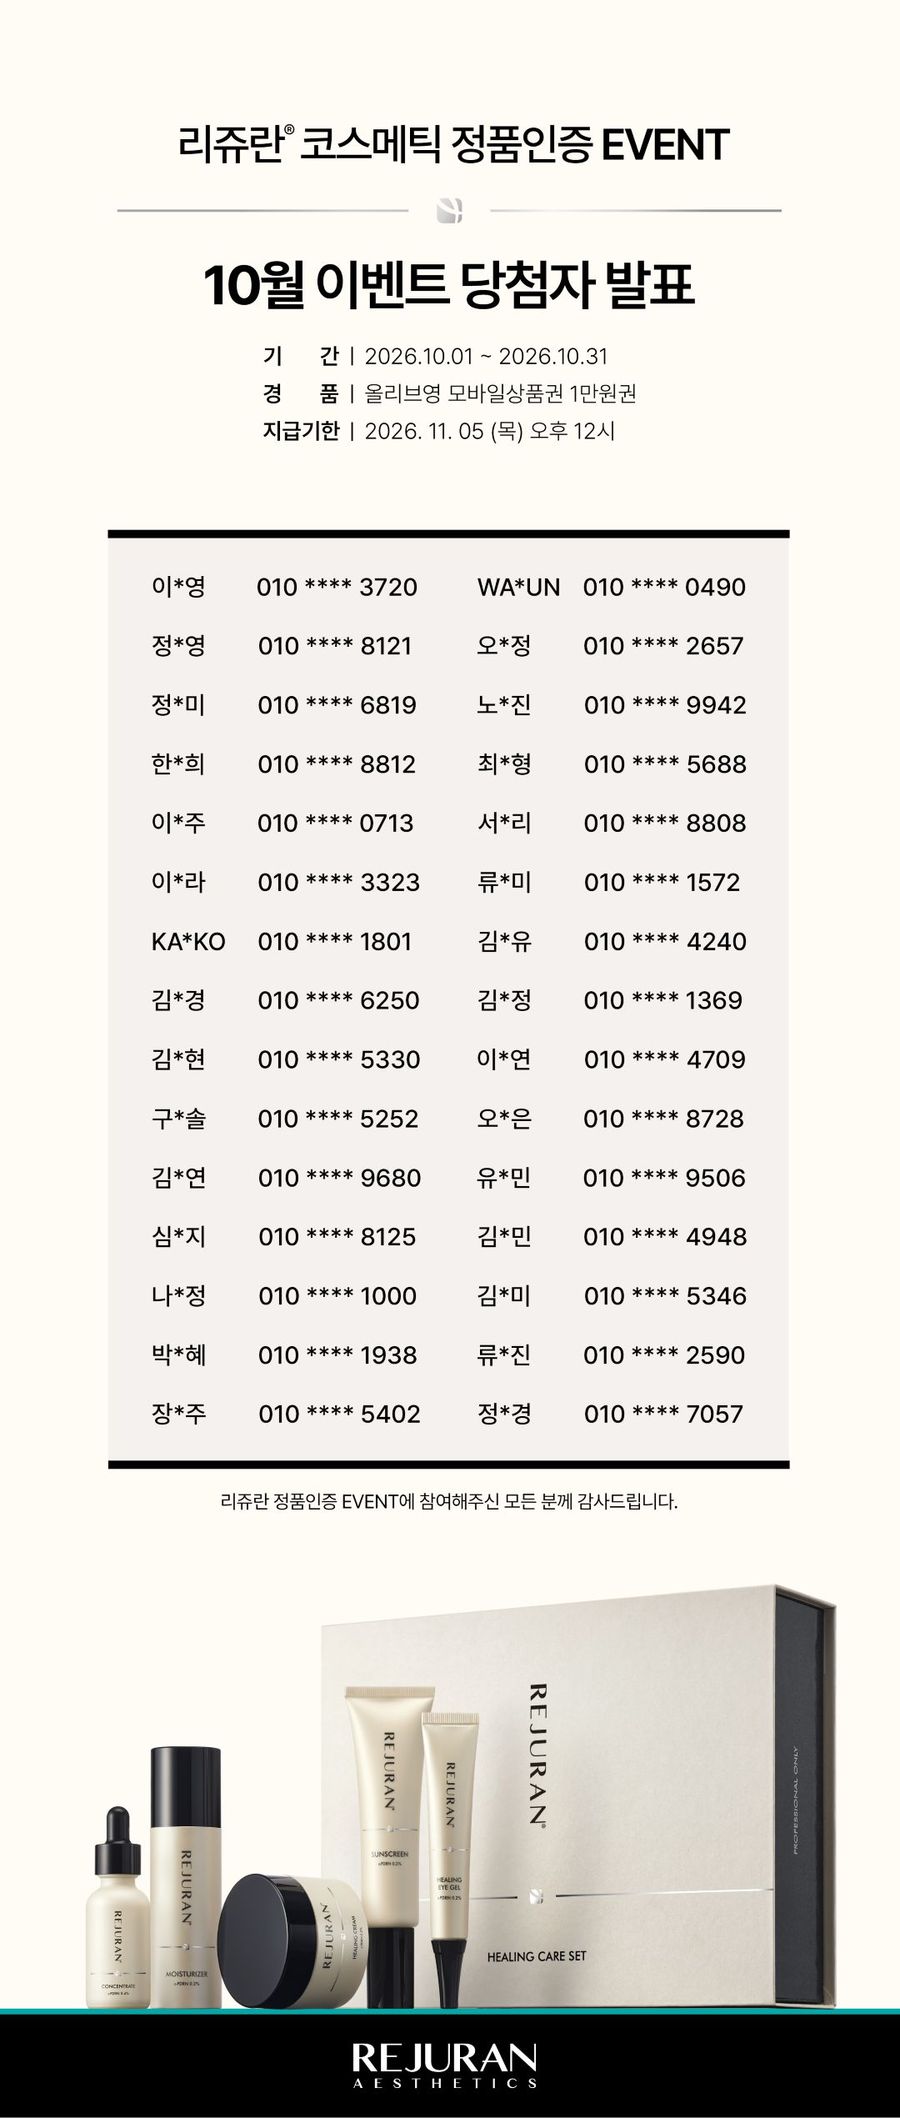 리쥬란® 코스메틱 정품인증 EVENT
10월 이벤트 당첨자 발표
기 간 | 2026.10.01 ~ 2026.10.31
경 품 | 올리브영 모바일상품권 1만원권
지급기한 | 2026. 11. 05 (목) 오후 12시
이*영 010 **** 3720 WA*UN 010 **** 0490
정*영 010 **** 8121 오*정 010 **** 2657
정*미 010 **** 6819 노*진 010 **** 9942
한*희 010 **** 8812 최*형 010 **** 5688
이*주 010 **** 0713 서*리 010 **** 8808
이*라 010 **** 3323 류*미 010 **** 1572
KA*KO 010 **** 1801 김*유 010 **** 4240
김*경 010 **** 6250 김*정 010 **** 1369
김*현 010 **** 5330 이*연 010 **** 4709
구*솔 010 **** 5252 오*은 010 **** 8728
김*연 010 **** 9680 유*민 010 **** 9506
심*지 010 **** 8125 김*민 010 **** 4948
나*정 010 **** 1000 김*미 010 **** 5346
박*혜 010 **** 1938 류*진 010 **** 2590
장*주 010 **** 5402 정*경 010 **** 7057
리쥬란 정품인증 EVENT에 참여해주신 모든 분께 감사드립니다.
REJURAN®
HEALING CARE SET
PROFESSIONAL ONLY
REJURAN®
SUNSCREEN
c-PDRN 0.2%
REJURAN®
HEALING
EYE GEL
c-PDRN 0.2%
REJURAN®
MOISTURIZER
c-PDRN 0.2%
REJURAN®
CONCENTRATE
REJURAN®
HEALING CREAM
REJURAN
AESTHETICS